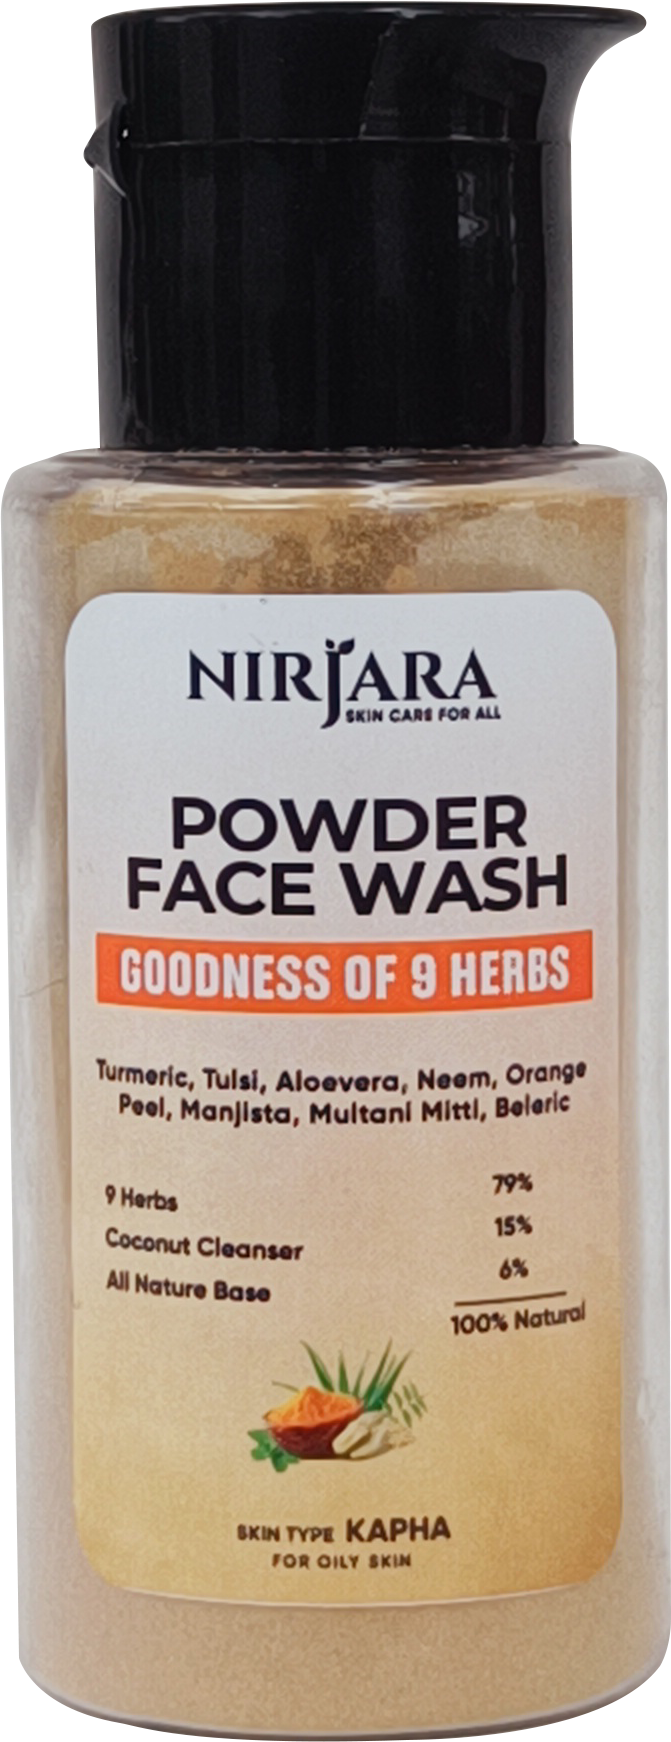 NIRJARA
SKIN CARE FOR ALL
POWDER
FACE WASH
GOODNESS OF 9 HERBS
Turmeric, Tulsi, Aloevera, Neem, Orange
Peel, Manjista, Multani Mitti, Beleric
9 Herbs 79%
Coconut Cleanser 15%
All Nature Base 6%
100% Natural
SKIN TYPE KAPHA
FOR OILY SKIN